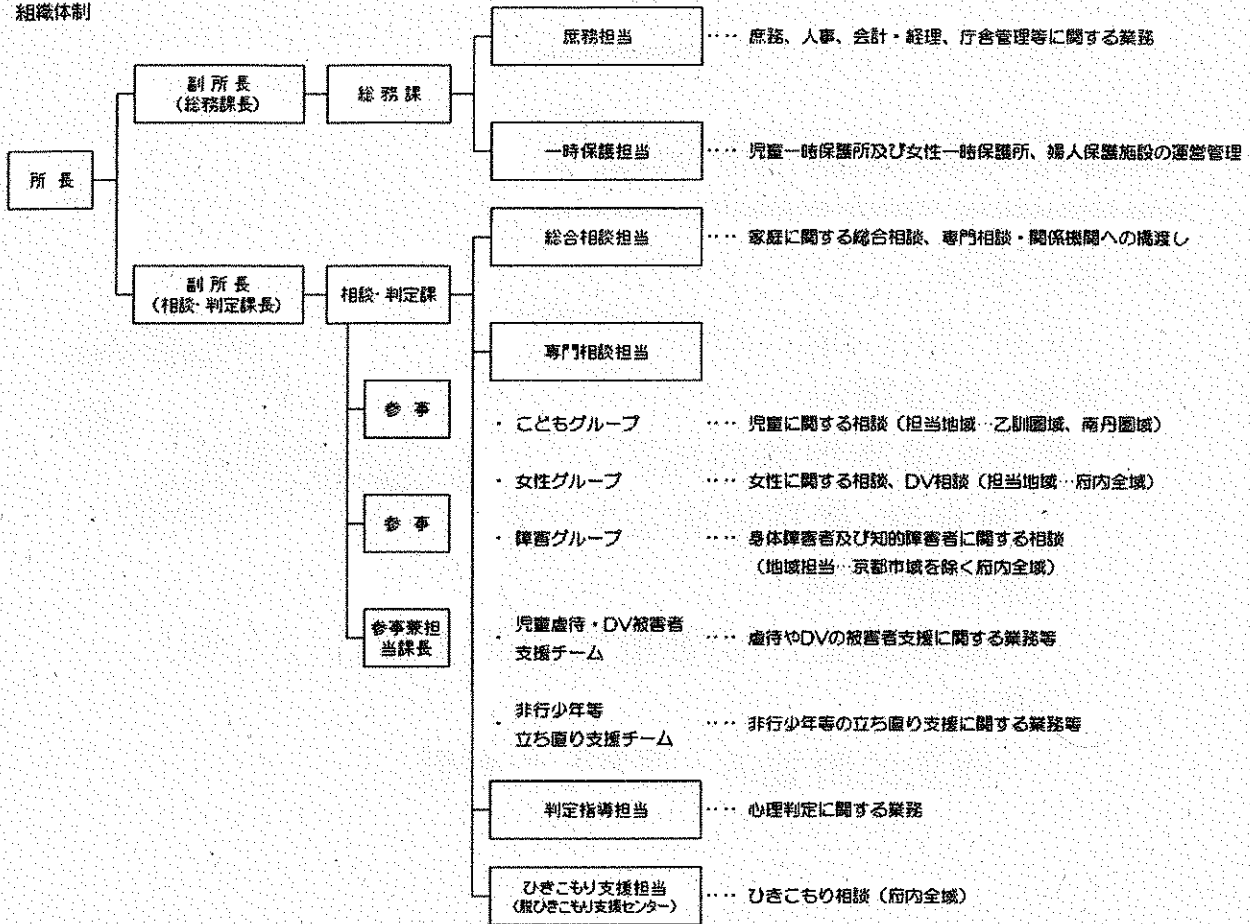 組織体制
庶務担当
‥‥ 庶務、人事、会計・経理、庁舎管理等に関する業務
副所長
(総務課長)
総務課
一時保護担当
‥‥ 児童一時保護所及び女性一時保護所、婦人保護施設の運営管理
所長
総合相談担当
‥‥ 家庭に関する総合相談、専門相談・関係機関への橋渡し
副所長
(相談・判定課長)
相談・判定課
専門相談担当
参事
・ こどもグループ
‥‥ 児童に関する相談（担当地域…乙訓圏域、南丹圏域）
・ 女性グループ
‥‥ 女性に関する相談、DV相談（担当地域…府内全域）
参事
・ 障害グループ
‥‥ 身体障害者及び知的障害者に関する相談
（地域担当…京都市域を除く府内全域）
参事兼担
当課長
・ 児童虐待・DV被害者
支援チーム
‥‥ 虐待やDVの被害者支援に関する業務等
・ 非行少年等
立ち直り支援チーム
‥‥ 非行少年等の立ち直り支援に関する業務等
判定指導担当
‥‥ 心理判定に関する業務
ひきこもり支援担当
（脱ひきこもり支援センター）
‥‥ ひきこもり相談（府内全域）